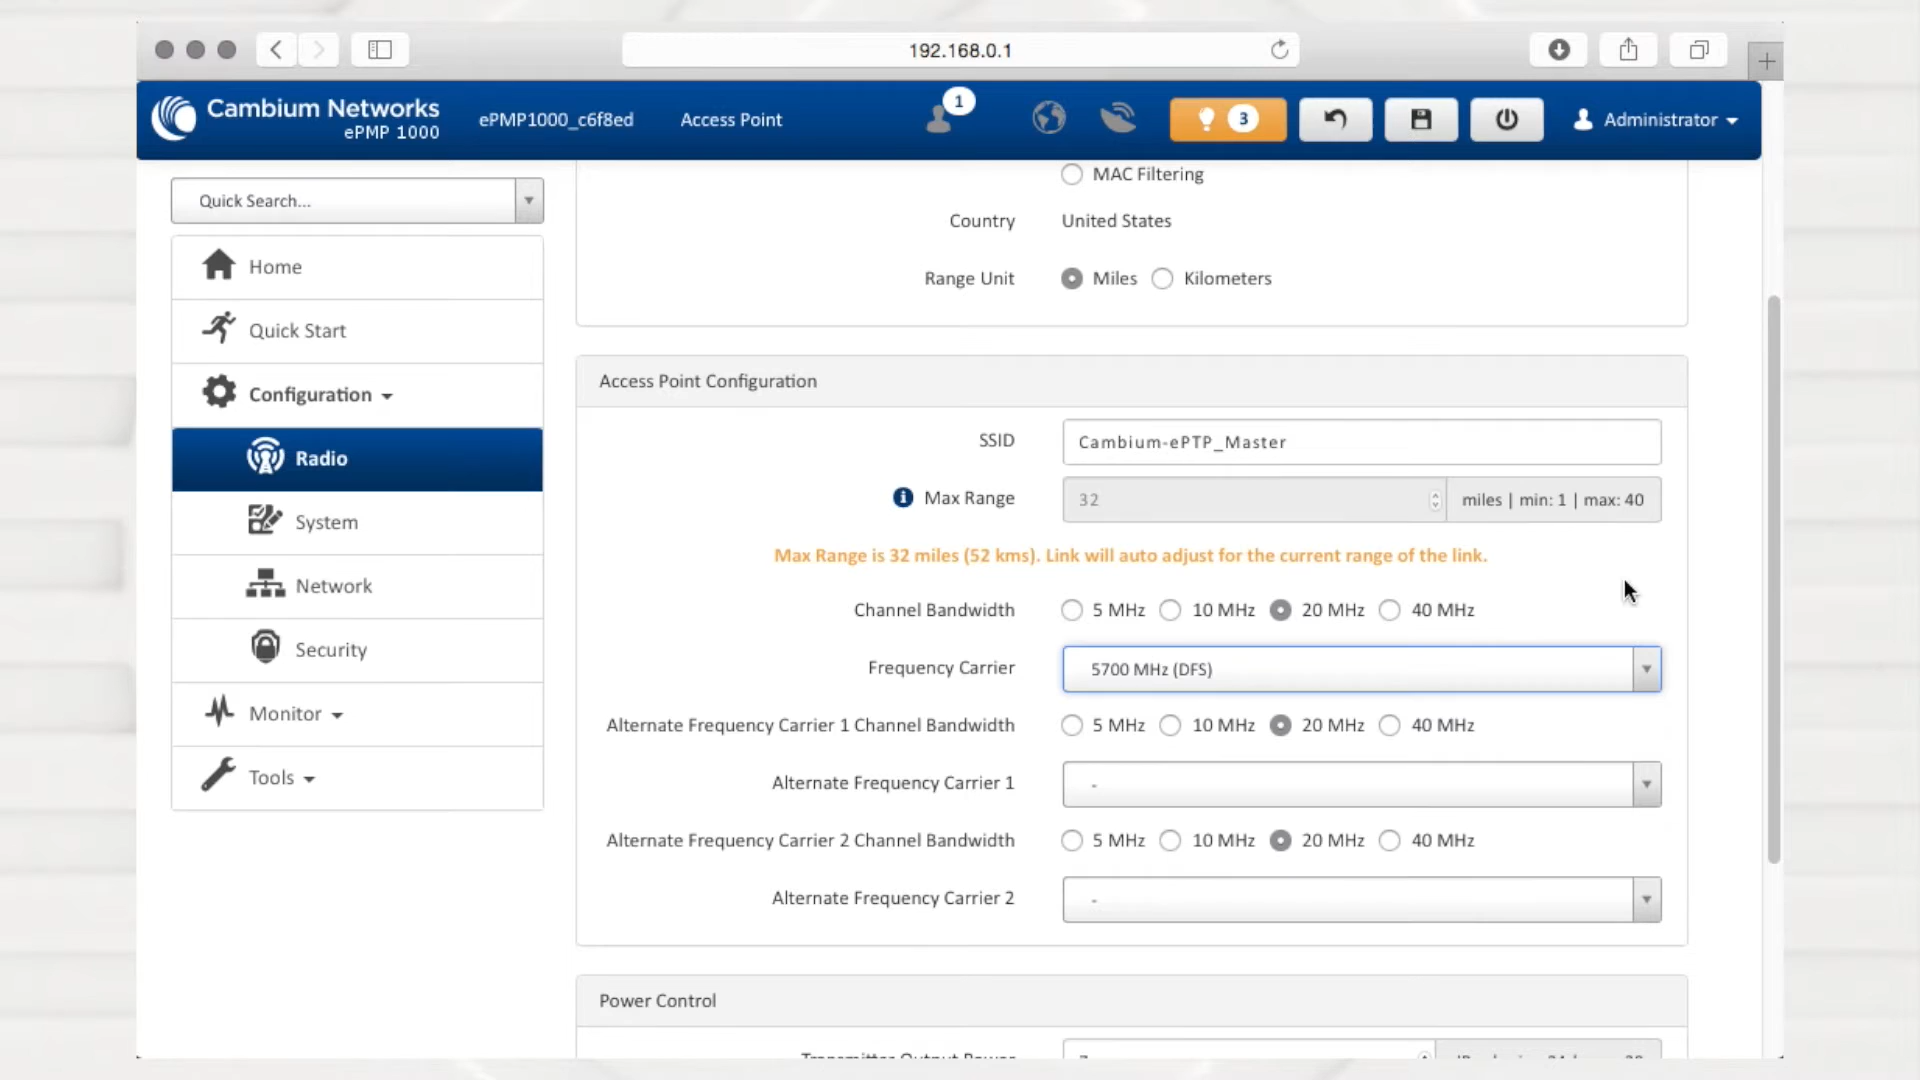 192.168.0.1
Cambium Networks
ePMP 1000
ePMP1000_c6f8ed
Access Point
1
3
Administrator
Quick Search...
Home
Quick Start
Configuration
Radio
System
Network
Security
Monitor
Tools
MAC Filtering
Country United States
Range Unit Miles Kilometers
Access Point Configuration
SSID Cambium-ePTP_Master
Max Range 32 miles | min: 1 | max: 40
Max Range is 32 miles (52 kms). Link will auto adjust for the current range of the link.
Channel Bandwidth 5 MHz 10 MHz 20 MHz 40 MHz
Frequency Carrier 5700 MHz (DFS)
Alternate Frequency Carrier 1 Channel Bandwidth 5 MHz 10 MHz 20 MHz 40 MHz
Alternate Frequency Carrier 1 -
Alternate Frequency Carrier 2 Channel Bandwidth 5 MHz 10 MHz 20 MHz 40 MHz
Alternate Frequency Carrier 2 -
Power Control
Transmitter Output Power